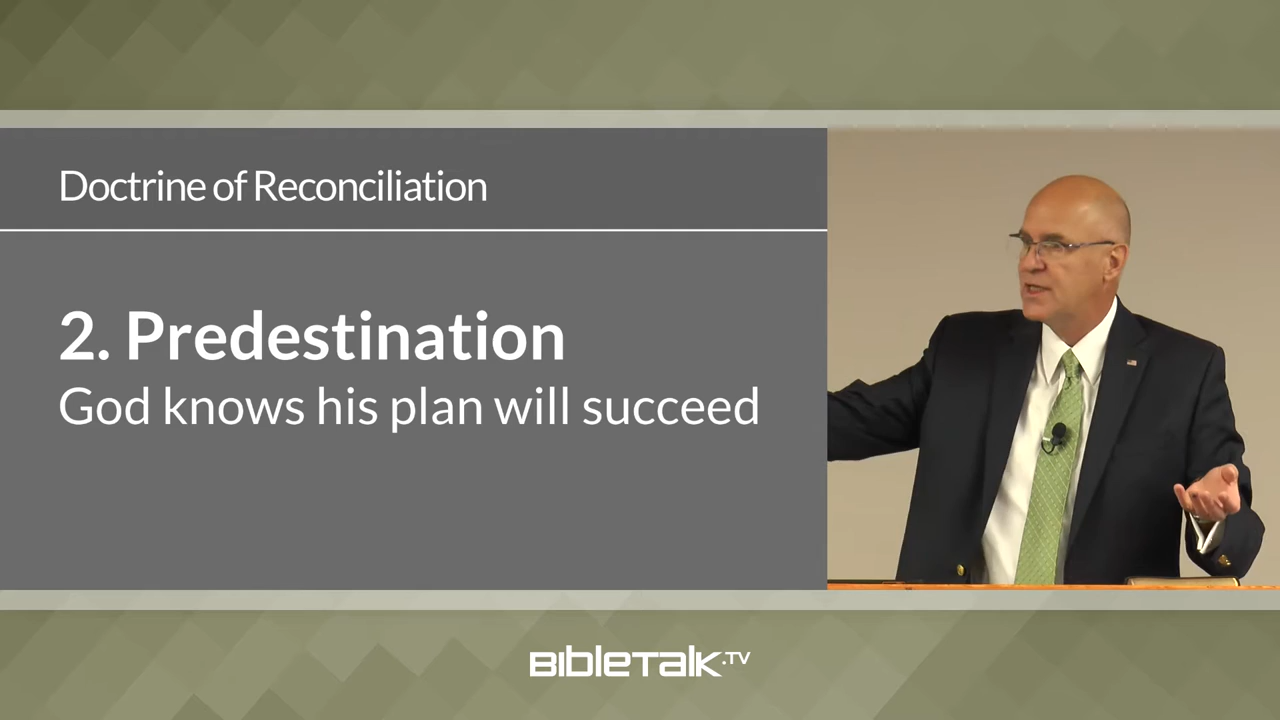 Doctrine of Reconciliation
2. Predestination
God knows his plan will succeed
BIBLETALK.TV